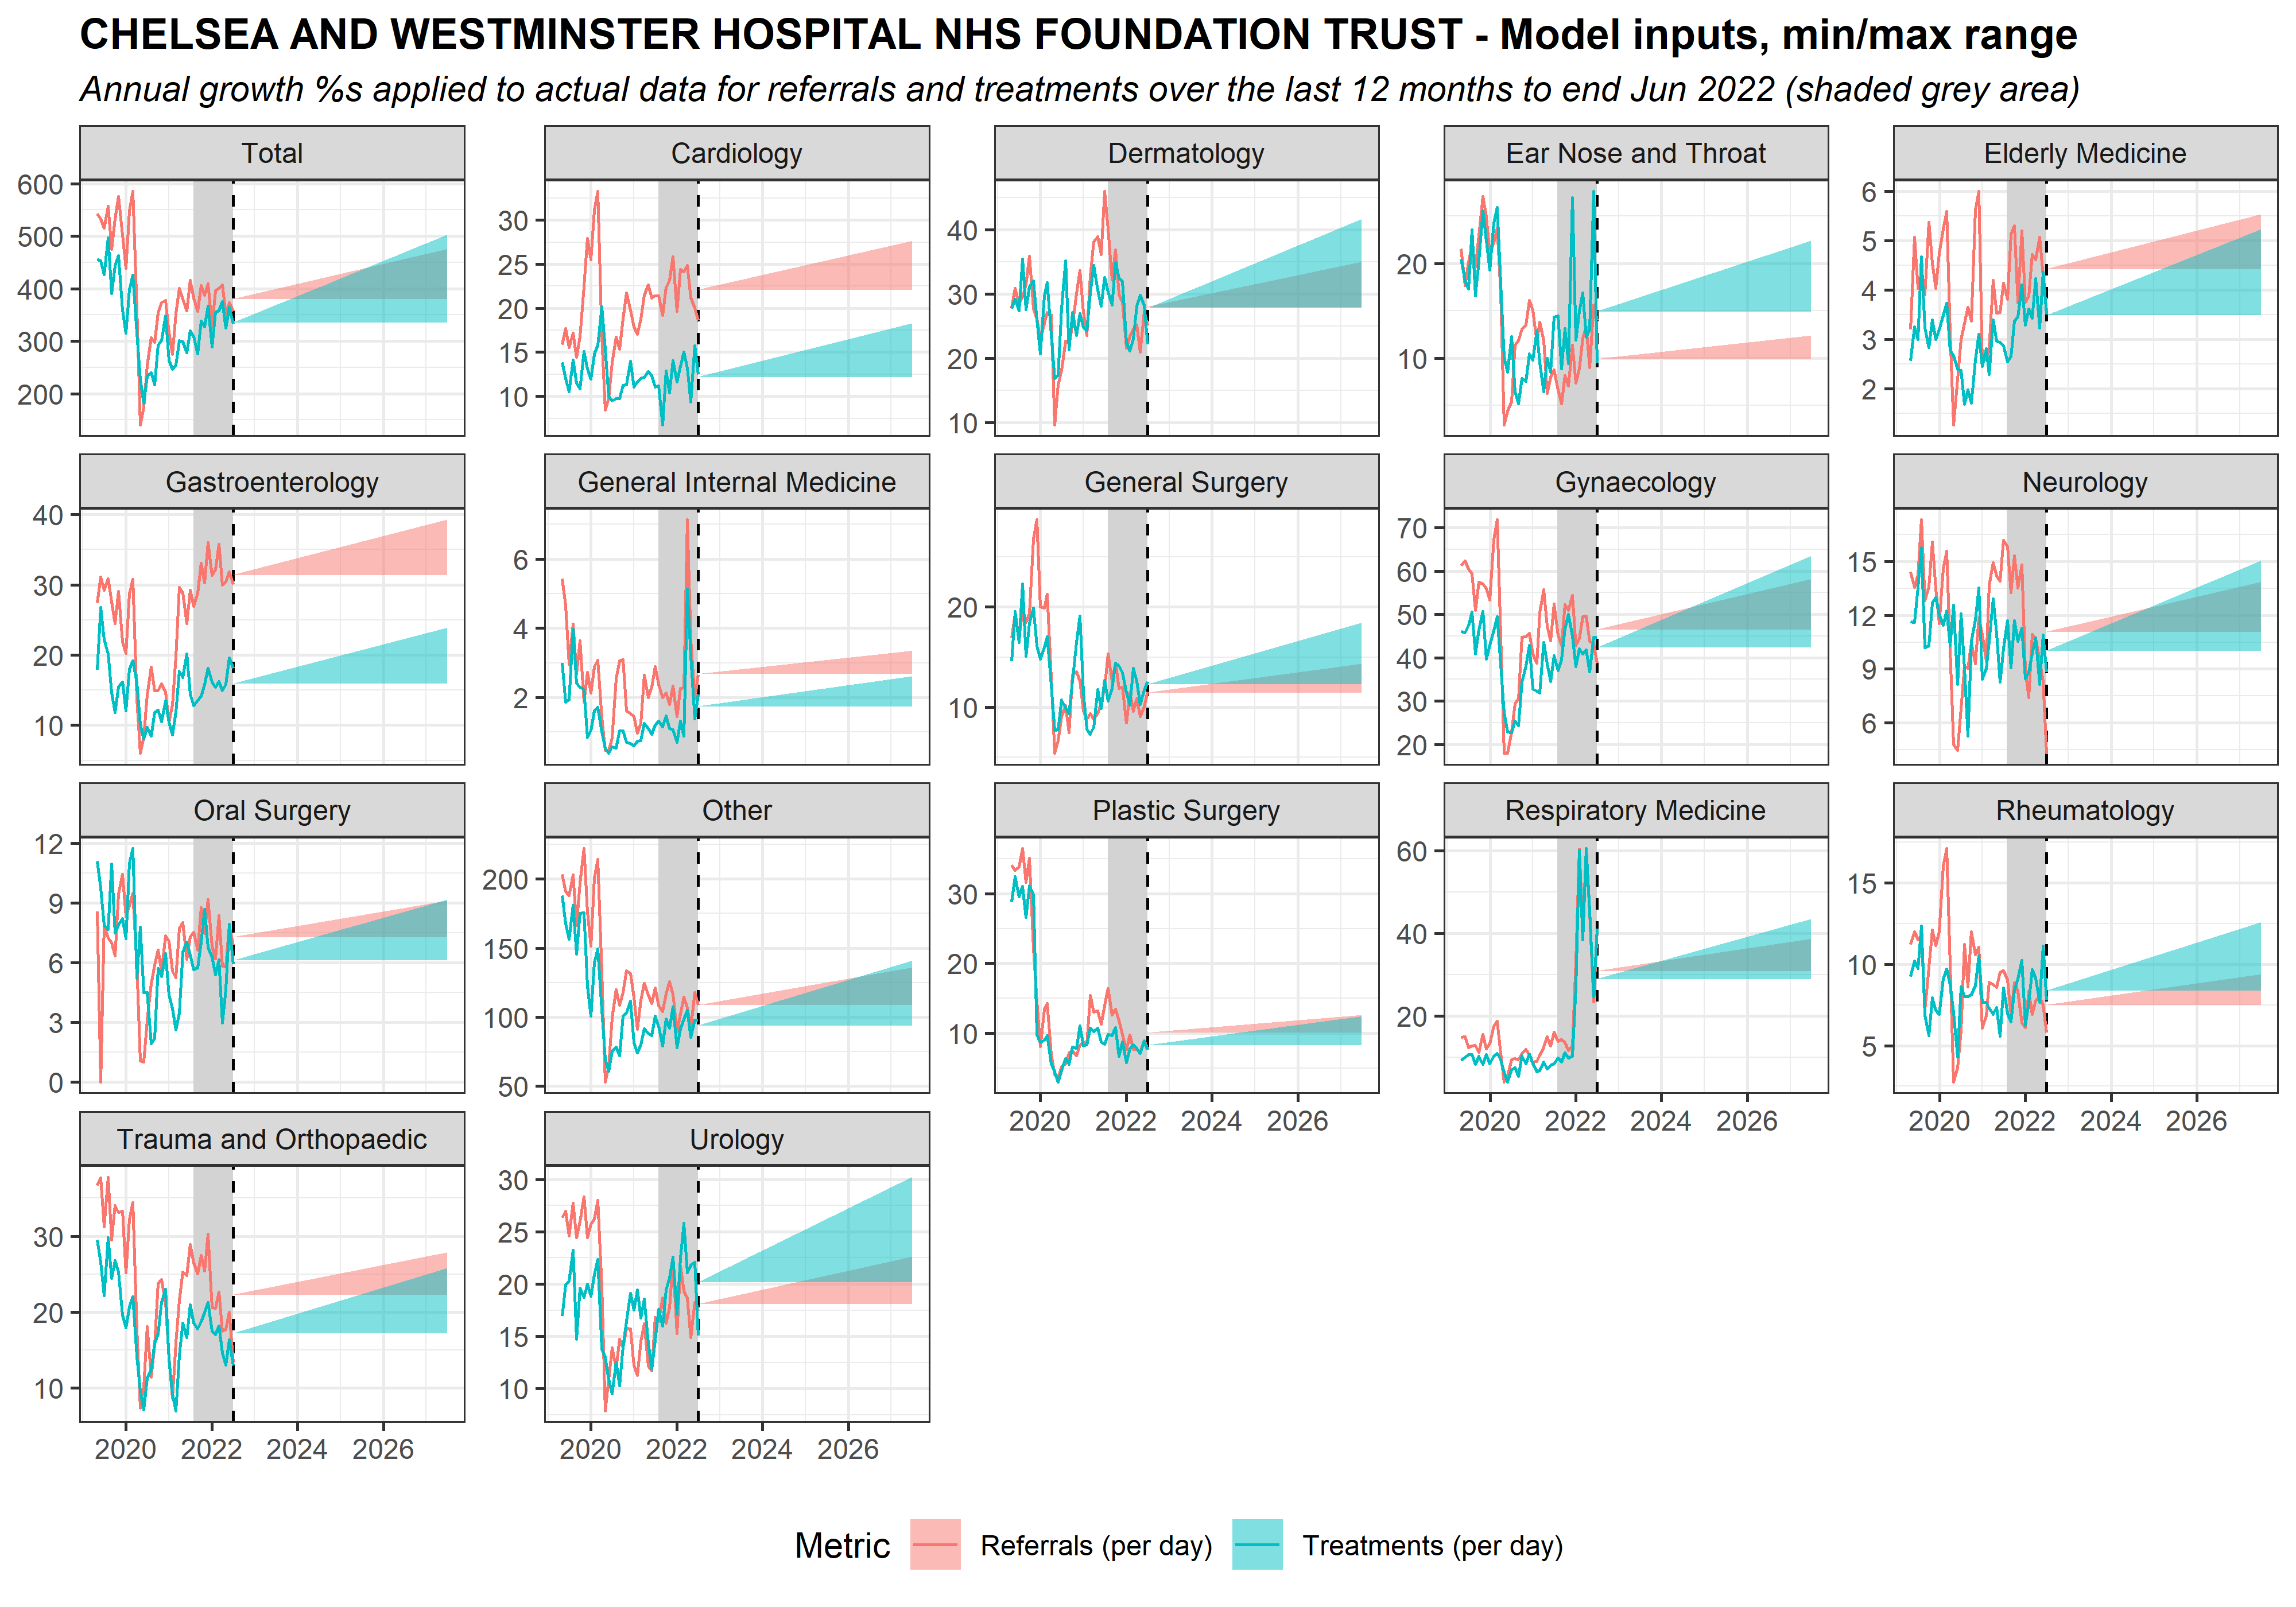 CHELSEA AND WESTMINSTER HOSPITAL NHS FOUNDATION TRUST - Model inputs, min/max range
Annual growth %s applied to actual data for referrals and treatments over the last 12 months to end Jun 2022 (shaded grey area)
Total
600
500
400
300
200
Cardiology
30
25
20
15
10
Dermatology
40
30
20
10
Ear Nose and Throat
20
10
Elderly Medicine
6
5
4
3
2
Gastroenterology
40
30
20
10
General Internal Medicine
6
4
2
General Surgery
20
10
Gynaecology
70
60
50
40
30
20
Neurology
15
12
9
6
Oral Surgery
12
9
6
3
0
Other
200
150
100
50
Plastic Surgery
30
20
10
2020 2022 2024 2026
Respiratory Medicine
60
40
20
2020 2022 2024 2026
Rheumatology
15
10
5
2020 2022 2024 2026
Trauma and Orthopaedic
30
20
10
2020 2022 2024 2026
Urology
30
25
20
15
10
2020 2022 2024 2026
Metric Referrals (per day) Treatments (per day)